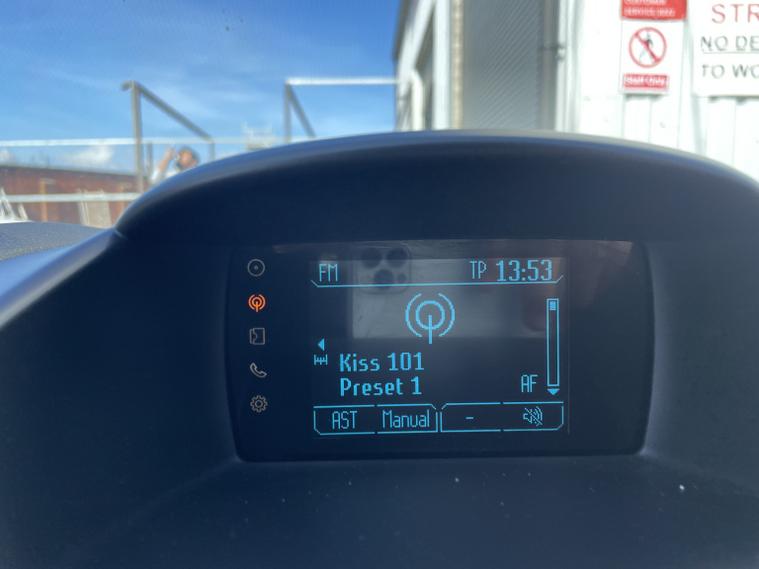 STR
NO DE
TO WO
FM TP 13:53
Kiss 101
Preset 1
AF
AST Manual -